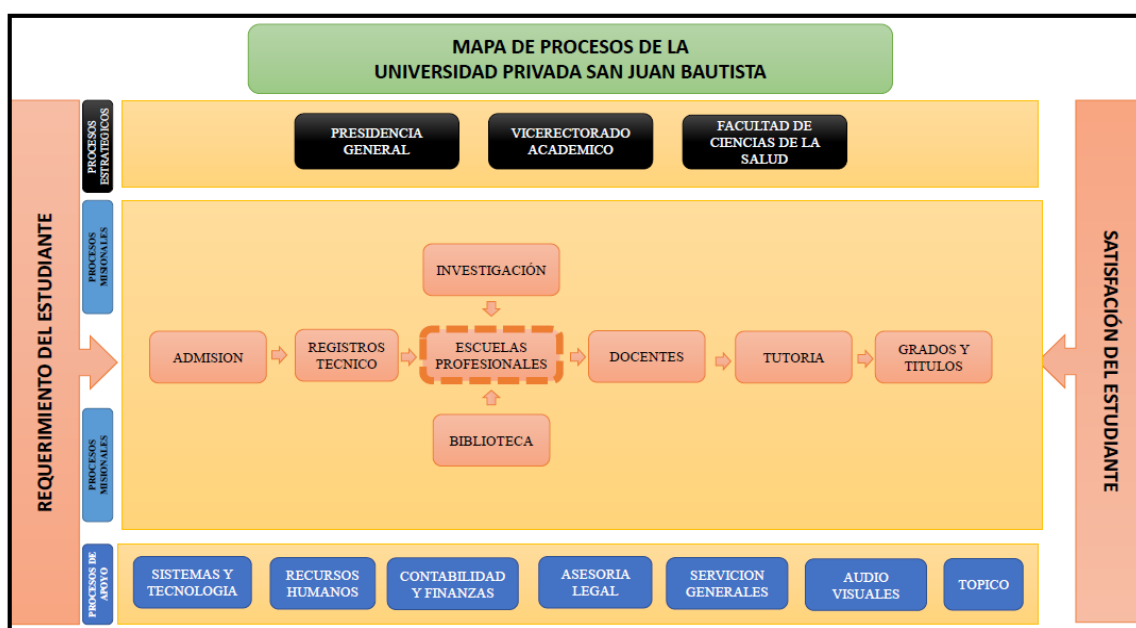 MAPA DE PROCESOS DE LA
UNIVERSIDAD PRIVADA SAN JUAN BAUTISTA
REQUERIMIENTO DEL ESTUDIANTE
PROCESOS
ESTRATEGICOS
PRESIDENCIA
GENERAL
VICERECTORADO
ACADEMICO
FACULTAD DE
CIENCIAS DE LA
SALUD
PROCESOS
MISIONALES
INVESTIGACIÓN
ADMISION
REGISTROS
TECNICO
ESCUELAS
PROFESIONALES
DOCENTES
TUTORIA
GRADOS Y
TITULOS
BIBLIOTECA
PROCESOS
MISIONALES
PROCESOS DE
APOYO
SISTEMAS Y
TECNOLOGIA
RECURSOS
HUMANOS
CONTABILIDAD
Y FINANZAS
ASESORIA
LEGAL
SERVICION
GENERALES
AUDIO
VISUALES
TOPICO
SATISFACIÓN DEL ESTUDIANTE